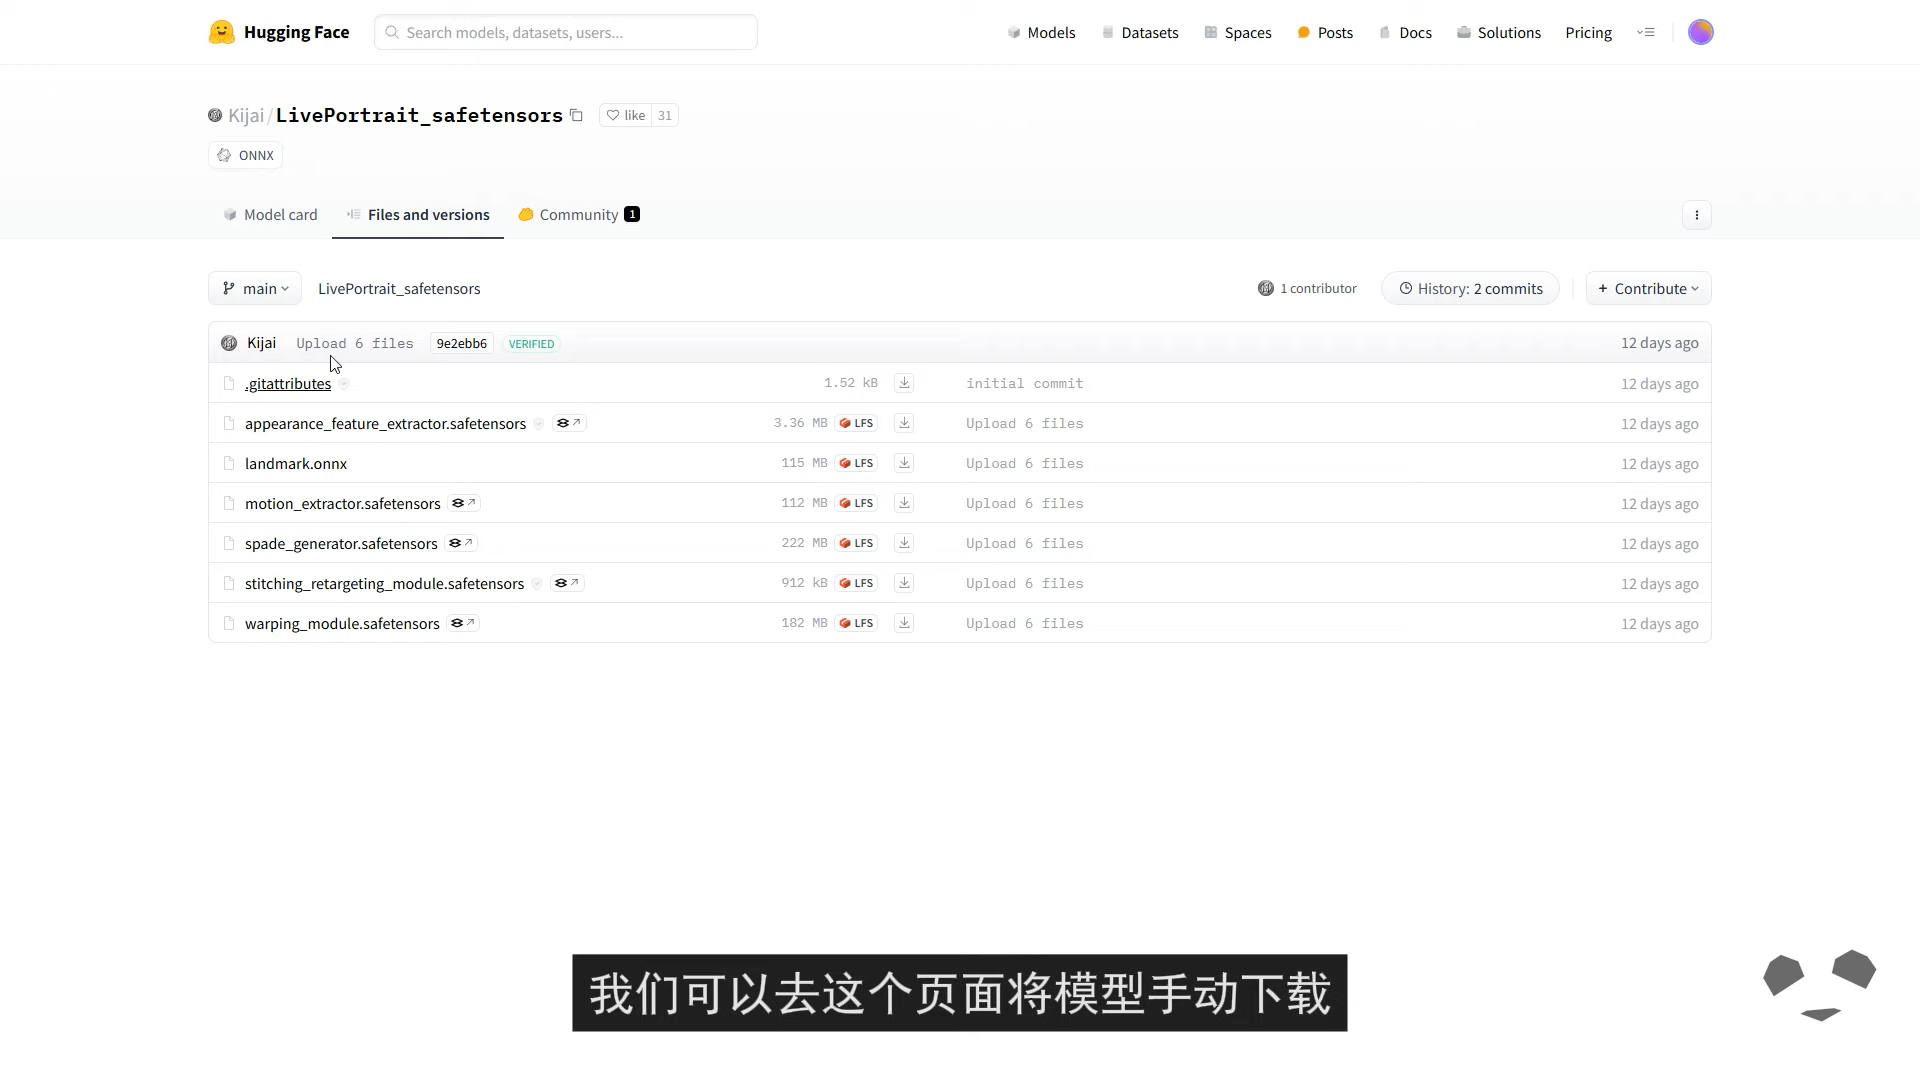 Hugging Face Search models, datasets, users... Models Datasets Spaces Posts Docs Solutions Pricing
Kijai/LivePortrait_safetensors like 31
ONNX
Model card Files and versions Community 1
main LivePortrait_safetensors 1 contributor History: 2 commits + Contribute
Kijai Upload 6 files 9e2ebb6 VERIFIED 12 days ago
.gitattributes 1.52 kB initial commit 12 days ago
appearance_feature_extractor.safetensors 3.36 MB LFS Upload 6 files 12 days ago
landmark.onnx 115 MB LFS Upload 6 files 12 days ago
motion_extractor.safetensors 112 MB LFS Upload 6 files 12 days ago
spade_generator.safetensors 222 MB LFS Upload 6 files 12 days ago
stitching_retargeting_module.safetensors 912 kB LFS Upload 6 files 12 days ago
warping_module.safetensors 182 MB LFS Upload 6 files 12 days ago
我们可以去这个页面将模型手动下载